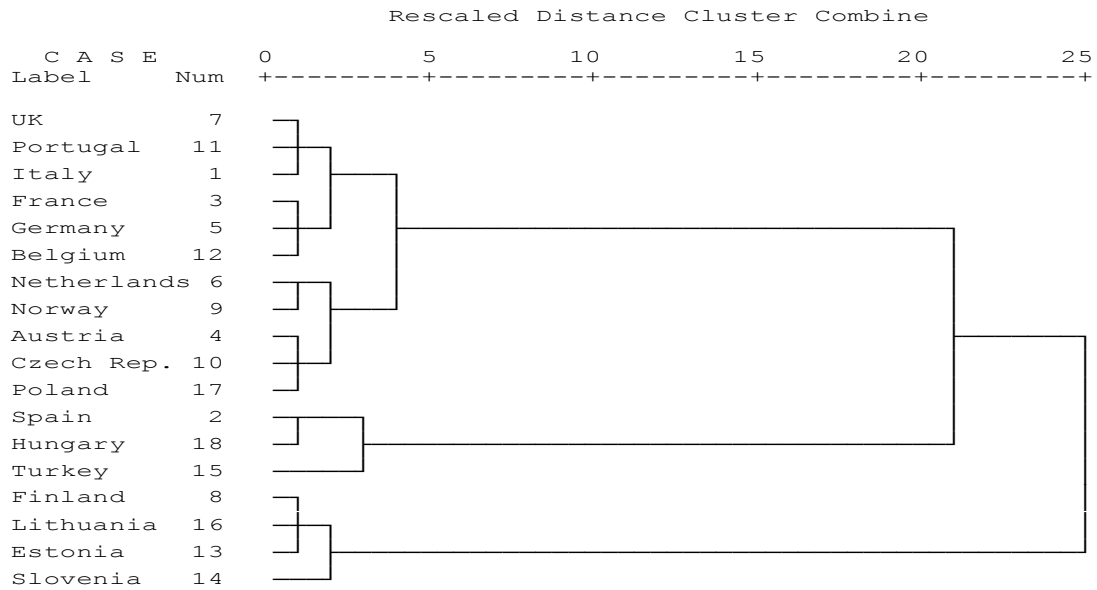 Rescaled Distance Cluster Combine
C A S E 0 5 10 15 20 25
Label Num +---------+---------+---------+---------+---------+
UK 7
Portugal 11
Italy 1
France 3
Germany 5
Belgium 12
Netherlands 6
Norway 9
Austria 4
Czech Rep. 10
Poland 17
Spain 2
Hungary 18
Turkey 15
Finland 8
Lithuania 16
Estonia 13
Slovenia 14